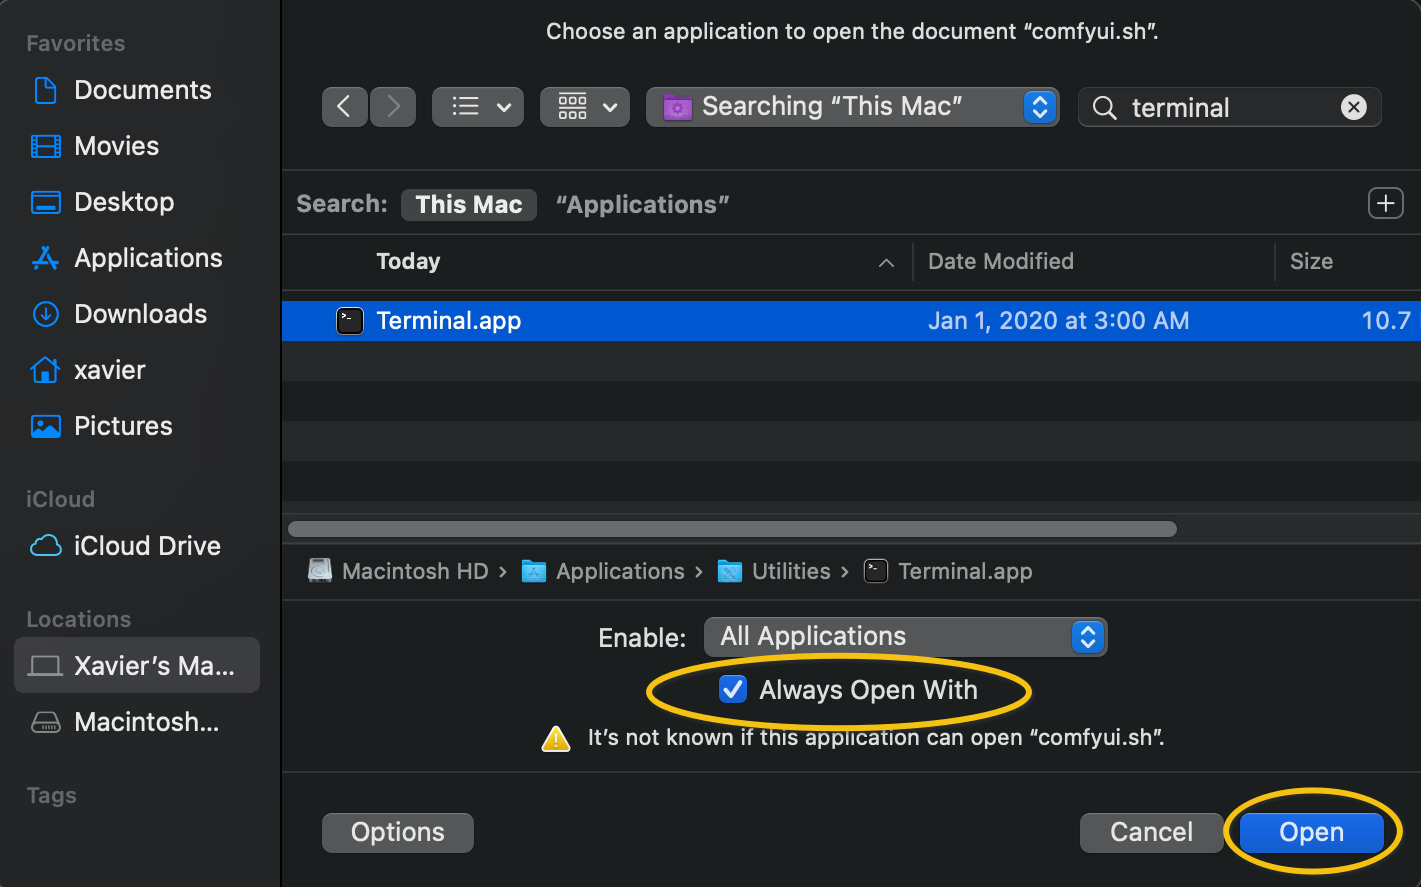 Favorites
Documents
Movies
Desktop
Applications
Downloads
xavier
Pictures
iCloud
iCloud Drive
Locations
Xavier’s Ma...
Macintosh...
Tags
Choose an application to open the document “comfyui.sh”.
Searching “This Mac”
terminal
Search: This Mac “Applications”
Today Date Modified Size
Terminal.app Jan 1, 2020 at 3:00 AM 10.7
Macintosh HD › Applications › Utilities › Terminal.app
Enable: All Applications
Always Open With
It’s not known if this application can open “comfyui.sh”.
Options Cancel Open